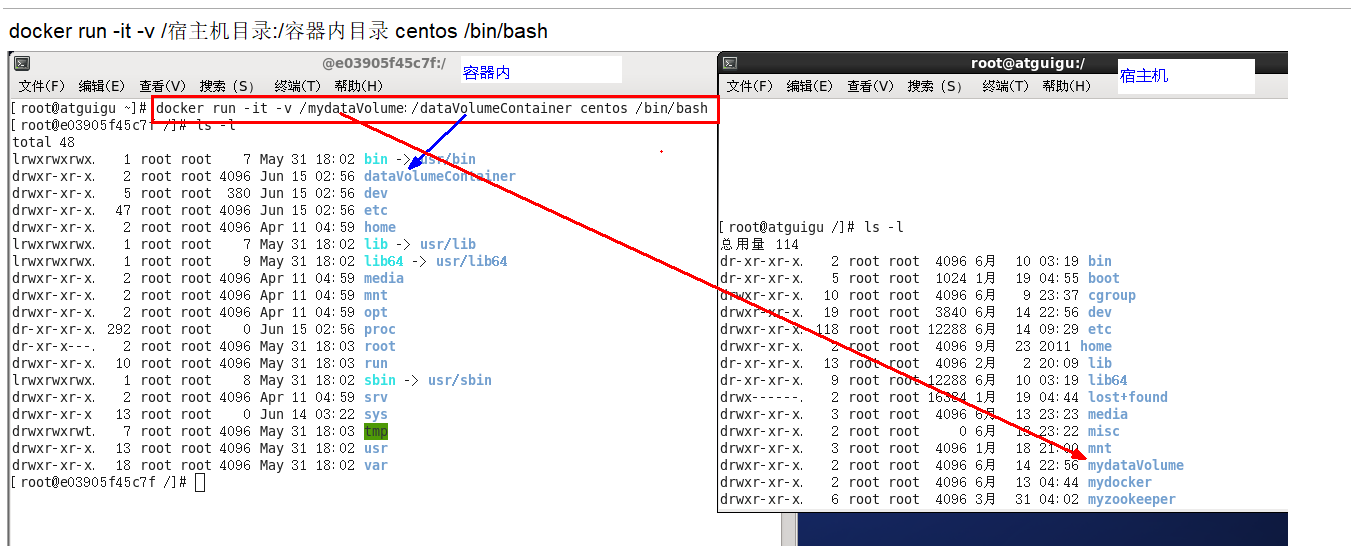 docker run -it -v /宿主机目录:/容器内目录 centos /bin/bash
@e03905f45c7f:/
容器内
文件(F) 编辑(E) 查看(V) 搜索 (S) 终端(T) 帮助(H)
[root@atguigu ~]# docker run -it -v /mydataVolume:/dataVolumeContainer centos /bin/bash
[root@e03905f45c7f /]# ls -l
total 48
lrwxrwxrwx. 1 root root 7 May 31 18:02 bin -> usr/bin
drwxr-xr-x. 2 root root 4096 Jun 15 02:56 dataVolumeContainer
drwxr-xr-x. 5 root root 380 Jun 15 02:56 dev
drwxr-xr-x. 47 root root 4096 Jun 15 02:56 etc
drwxr-xr-x. 2 root root 4096 Apr 11 04:59 home
lrwxrwxrwx. 1 root root 7 May 31 18:02 lib -> usr/lib
lrwxrwxrwx. 1 root root 9 May 31 18:02 lib64 -> usr/lib64
drwxr-xr-x. 2 root root 4096 Apr 11 04:59 media
drwxr-xr-x. 2 root root 4096 Apr 11 04:59 mnt
drwxr-xr-x. 2 root root 4096 Apr 11 04:59 opt
dr-xr-xr-x. 292 root root 0 Jun 15 02:56 proc
dr-xr-x---. 2 root root 4096 May 31 18:03 root
drwxr-xr-x. 10 root root 4096 May 31 18:03 run
lrwxrwxrwx. 1 root root 8 May 31 18:02 sbin -> usr/sbin
drwxr-xr-x. 2 root root 4096 Apr 11 04:59 srv
drwxr-xr-x 13 root root 0 Jun 14 03:22 sys
drwxrwxrwt. 7 root root 4096 May 31 18:03 tmp
drwxr-xr-x. 13 root root 4096 May 31 18:02 usr
drwxr-xr-x. 18 root root 4096 May 31 18:02 var
[root@e03905f45c7f /]#
root@atguigu:/
宿主机
文件(F) 编辑(E) 查看(V) 搜索 (S) 终端(T) 帮助(H)
[root@atguigu /]# ls -l
总用量 114
dr-xr-xr-x. 2 root root 4096 6月 10 03:19 bin
dr-xr-xr-x. 5 root root 1024 1月 19 04:55 boot
drwxr-xr-x. 10 root root 4096 6月 9 23:37 cgroup
drwxr-xr-x. 19 root root 3840 6月 14 22:56 dev
drwxr-xr-x. 118 root root 12288 6月 14 09:29 etc
drwxr-xr-x. 2 root root 4096 9月 23 2011 home
dr-xr-xr-x. 13 root root 4096 2月 2 20:09 lib
dr-xr-xr-x. 9 root root 12288 6月 10 03:19 lib64
drwx------. 2 root root 16384 1月 19 04:44 lost+found
drwxr-xr-x. 3 root root 4096 6月 13 23:23 media
drwxr-xr-x. 2 root root 0 6月 13 23:22 misc
drwxr-xr-x. 3 root root 4096 1月 18 21:00 mnt
drwxr-xr-x. 2 root root 4096 6月 14 22:56 mydataVolume
drwxr-xr-x. 2 root root 4096 6月 13 04:44 mydocker
drwxr-xr-x. 6 root root 4096 3月 31 04:02 myzookeeper